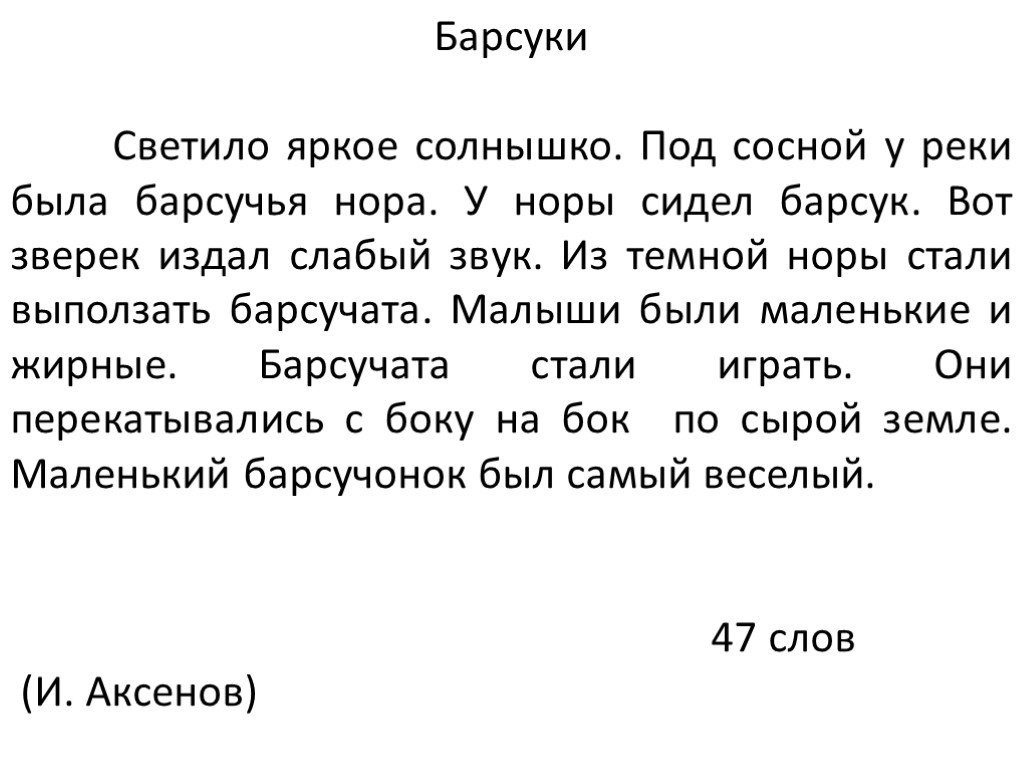 Барсуки
Светило яркое солнышко. Под сосной у реки
была барсучья нора. У норы сидел барсук. Вот
зверек издал слабый звук. Из темной норы стали
выползать барсучата. Малыши были маленькие и
жирные. Барсучата стали играть. Они
перекатывались с боку на бок по сырой земле.
Маленький барсучонок был самый веселый.
47 слов
(И. Аксенов)